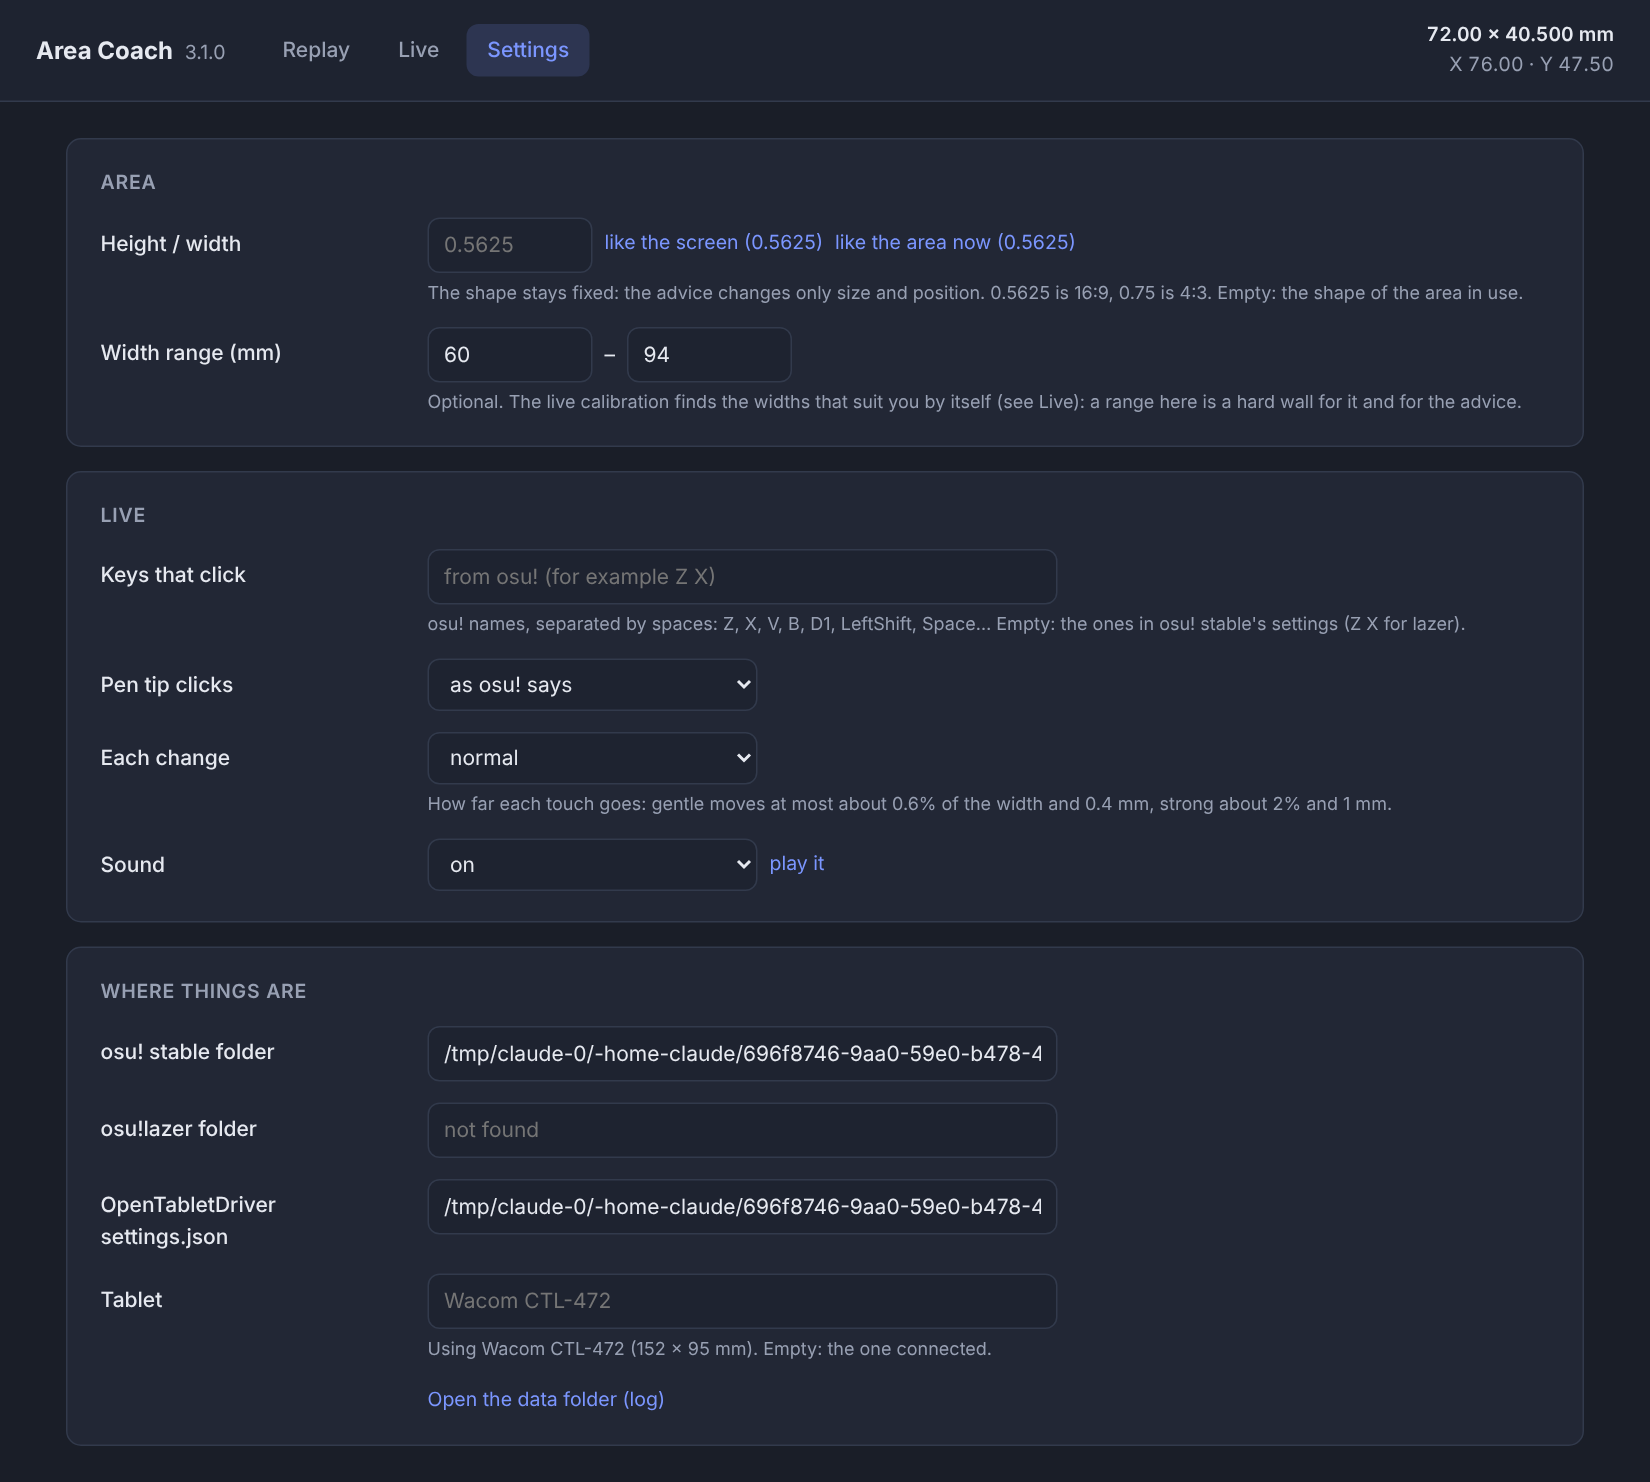 Area Coach 3.1.0
Replay
Live
Settings
72.00 × 40.500 mm
X 76.00 · Y 47.50
AREA
Height / width
0.5625
like the screen (0.5625)
like the area now (0.5625)
The shape stays fixed: the advice changes only size and position. 0.5625 is 16:9, 0.75 is 4:3. Empty: the shape of the area in use.
Width range (mm)
60 – 94
Optional. The live calibration finds the widths that suit you by itself (see Live): a range here is a hard wall for it and for the advice.
LIVE
Keys that click
from osu! (for example Z X)
osu! names, separated by spaces: Z, X, V, B, D1, LeftShift, Space... Empty: the ones in osu! stable's settings (Z X for lazer).
Pen tip clicks
as osu! says
Each change
normal
How far each touch goes: gentle moves at most about 0.6% of the width and 0.4 mm, strong about 2% and 1 mm.
Sound
on
play it
WHERE THINGS ARE
osu! stable folder
/tmp/claude-0/-home-claude/696f8746-9aa0-59e0-b478-4
osu!lazer folder
not found
OpenTabletDriver
settings.json
/tmp/claude-0/-home-claude/696f8746-9aa0-59e0-b478-4
Tablet
Wacom CTL-472
Using Wacom CTL-472 (152 × 95 mm). Empty: the one connected.
Open the data folder (log)